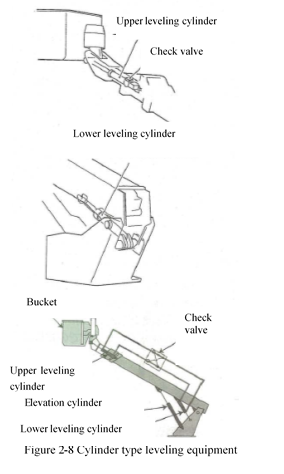 Upper leveling cylinder
Check valve
Lower leveling cylinder
Bucket
Check
valve
Upper leveling
cylinder
Elevation cylinder
Lower leveling cylinder
Figure 2-8 Cylinder type leveling equipment